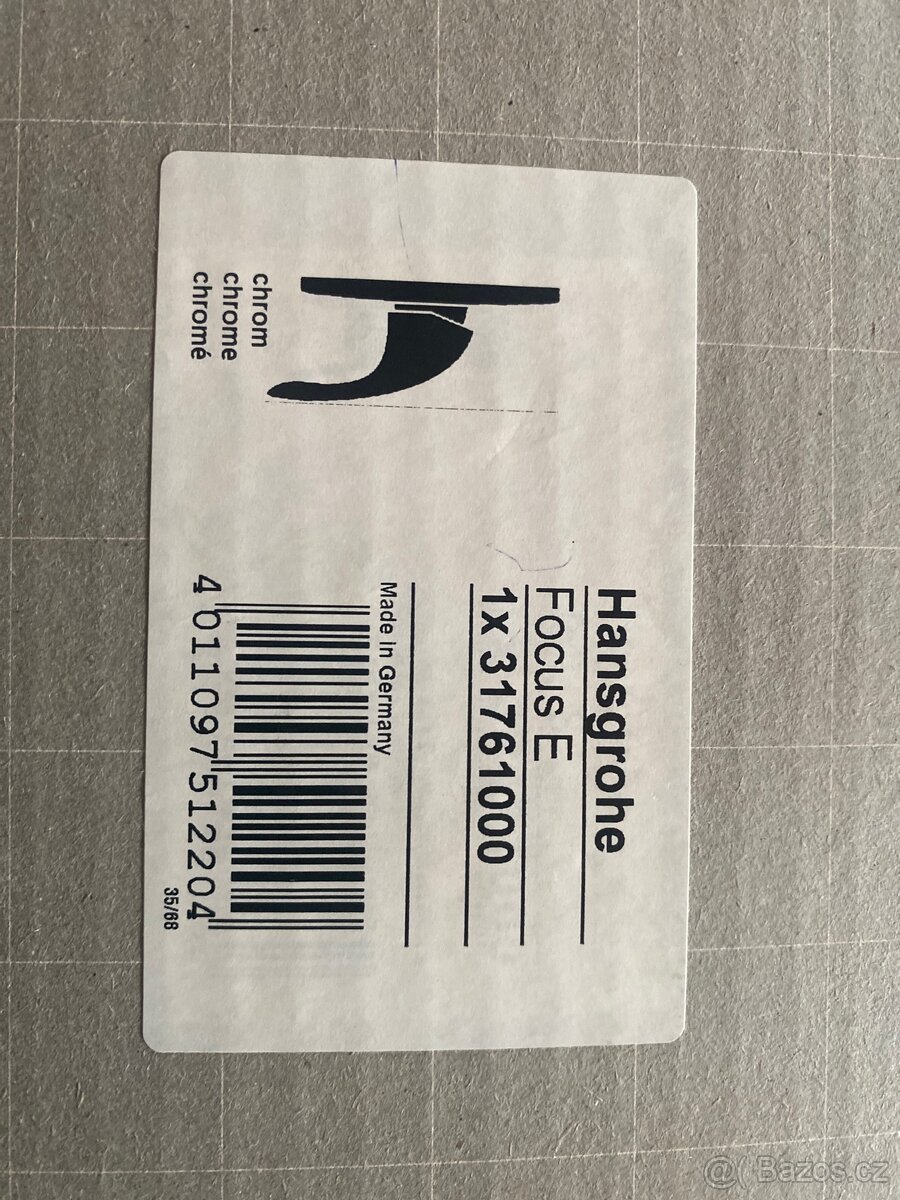 Hansgrohe
Focus E
1x 31761000
Made in Germany
4 011097 512204
35/68
chrom
chrome
chromé
@( Bazos.cz